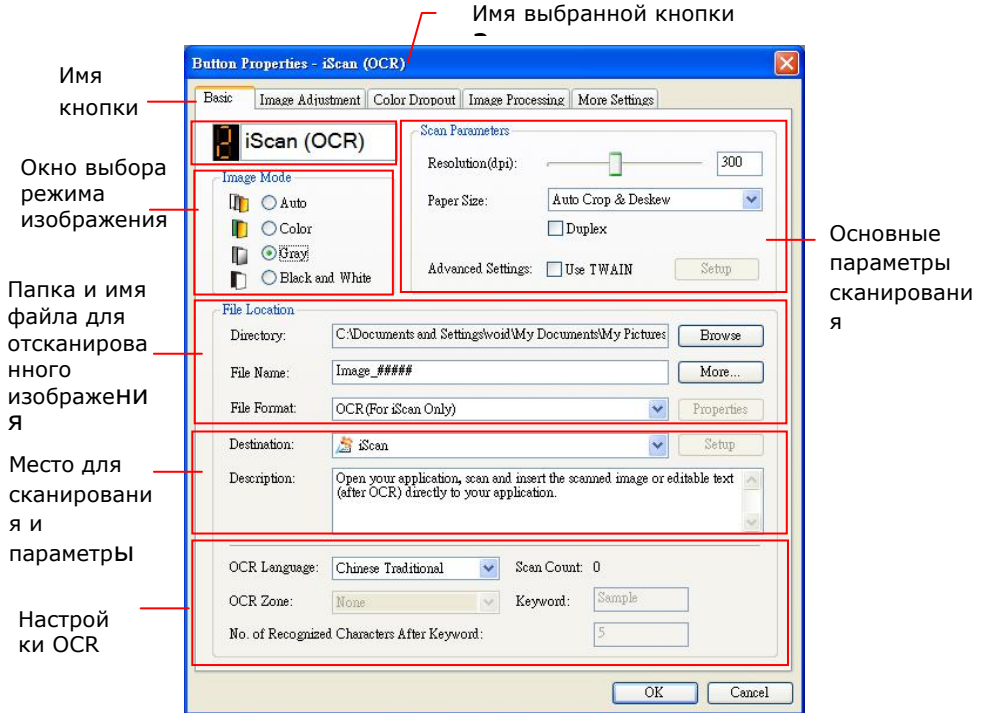 Имя выбранной кнопки
Button Properties - iScan (OCR)
Имя
кнопки
Basic Image Adjustment Color Dropout Image Processing More Settings
2 iScan (OCR)
Окно выбора
режима
изображения
Image Mode
Auto
Color
Gray
Black and White
Scan Parameters
Resolution(dpi): 300
Paper Size: Auto Crop & Deskew
Duplex
Advanced Settings: Use TWAIN Setup
Основные
параметры
сканировани
я
Папка и имя
файла для
отсканирова
нного
изображения
я
File Location
Directory: C:\Documents and Settings\void\My Documents\My Pictures Browse
File Name: Image_##### More...
File Format: OCR(For iScan Only) Properties
Место для
сканировани
я и
параметры
Destination: iScan Setup
Description: Open your application, scan and insert the scanned image or editable text
(after OCR) directly to your application.
Настрой
ки OCR
OCR Language: Chinese Traditional Scan Count: 0
OCR Zone: None Keyword: Sample
No. of Recognized Characters After Keyword: 5
OK Cancel